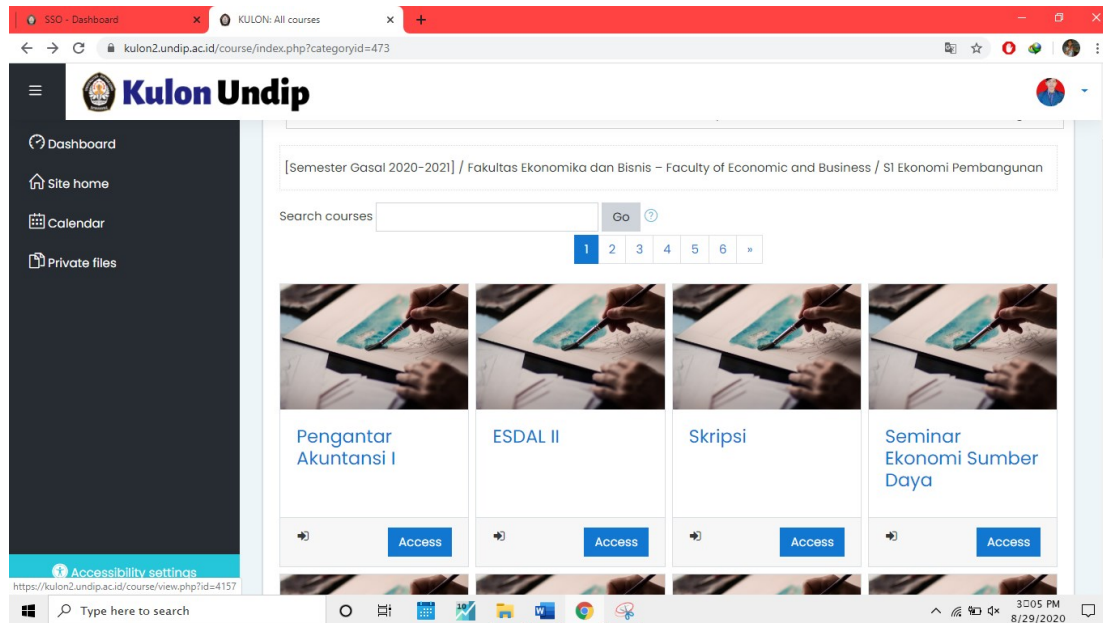 SSO - Dashboard
KULON: All courses
kulon2.undip.ac.id/course/index.php?categoryid=473
Kulon Undip
Dashboard
Site home
Calendar
Private files
Accessibility settings
https://kulon2.undip.ac.id/course/view.php?id=4157
[Semester Gasal 2020-2021] / Fakultas Ekonomika dan Bisnis – Faculty of Economic and Business / S1 Ekonomi Pembangunan
Search courses
Go
1 2 3 4 5 6 »
Pengantar
Akuntansi I
Access
ESDAL II
Access
Skripsi
Access
Seminar
Ekonomi Sumber
Daya
Access
Type here to search
3□05 PM
8/29/2020